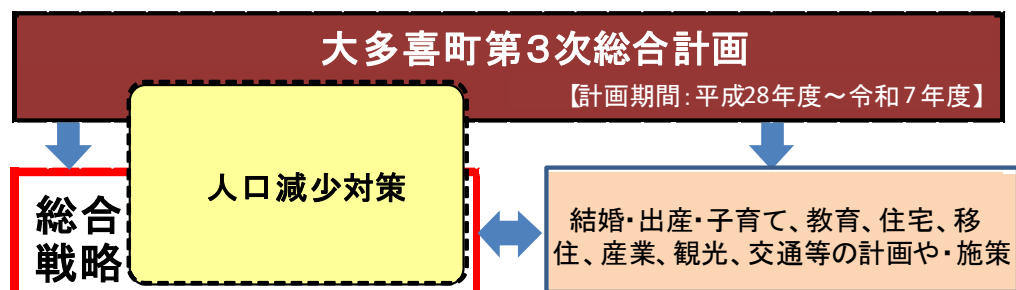 大多喜町第３次総合計画
【計画期間：平成28年度～令和７年度】
人口減少対策
総合
戦略
結婚・出産・子育て、教育、住宅、移
住、産業、観光、交通等の計画や・施策